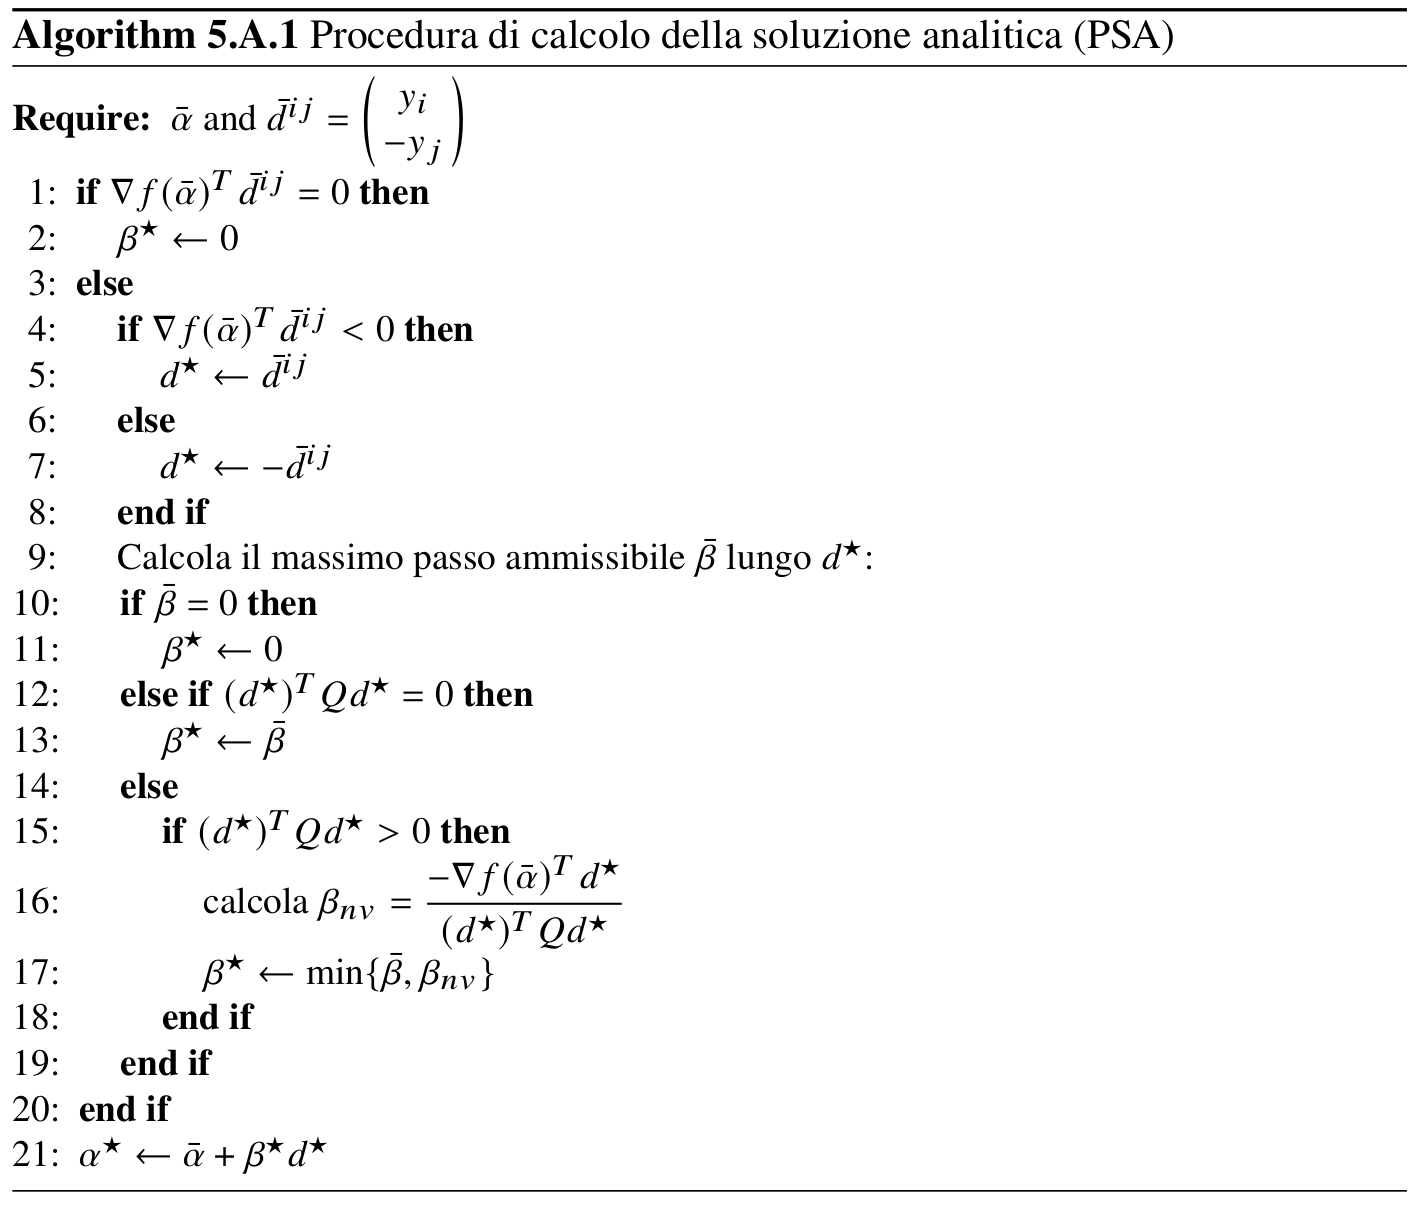 Algorithm 5.A.1 Procedura di calcolo della soluzione analitica (PSA)
Require: $\bar{\alpha}$ and $\bar{d}^{ij} = \begin{pmatrix} y_i \\ -y_j \end{pmatrix}$
1: if $\nabla f(\bar{\alpha})^T \bar{d}^{ij} = 0$ then
2: $\beta^\star \leftarrow 0$
3: else
4: if $\nabla f(\bar{\alpha})^T \bar{d}^{ij} < 0$ then
5: $d^\star \leftarrow \bar{d}^{ij}$
6: else
7: $d^\star \leftarrow -\bar{d}^{ij}$
8: end if
9: Calcola il massimo passo ammissibile $\bar{\beta}$ lungo $d^\star$:
10: if $\bar{\beta} = 0$ then
11: $\beta^\star \leftarrow 0$
12: else if $(d^\star)^T Q d^\star = 0$ then
13: $\beta^\star \leftarrow \bar{\beta}$
14: else
15: if $(d^\star)^T Q d^\star > 0$ then
16: calcola $\beta_{nv} = \frac{-\nabla f(\bar{\alpha})^T d^\star}{(d^\star)^T Q d^\star}$
17: $\beta^\star \leftarrow \min\{\bar{\beta}, \beta_{nv}\}$
18: end if
19: end if
20: end if
21: $\alpha^\star \leftarrow \bar{\alpha} + \beta^\star d^\star$